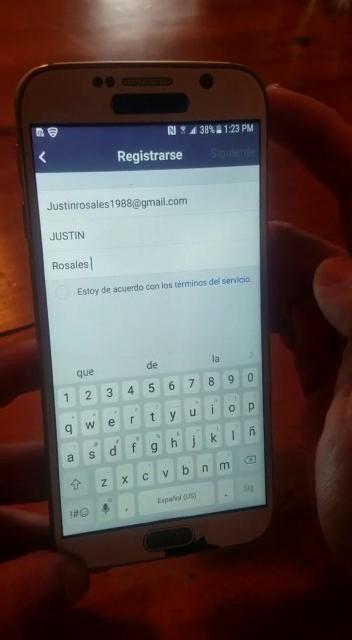 38% 1:23 PM
Registrarse
Siguiente
Justinrosales1988@gmail.com
JUSTIN
Rosales
Estoy de acuerdo con los términos del servicio.
que de la
1 2 3 4 5 6 7 8 9 0
q w e r t y u i o p
a s d f g h j k l ñ
z x c v b n m
!#☺ , Español (US) . Sig